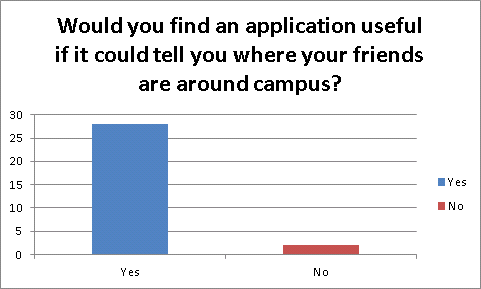 Would you find an application useful
if it could tell you where your friends
are around campus?
30
25
20
15
10
5
0
Yes
No
Yes
No